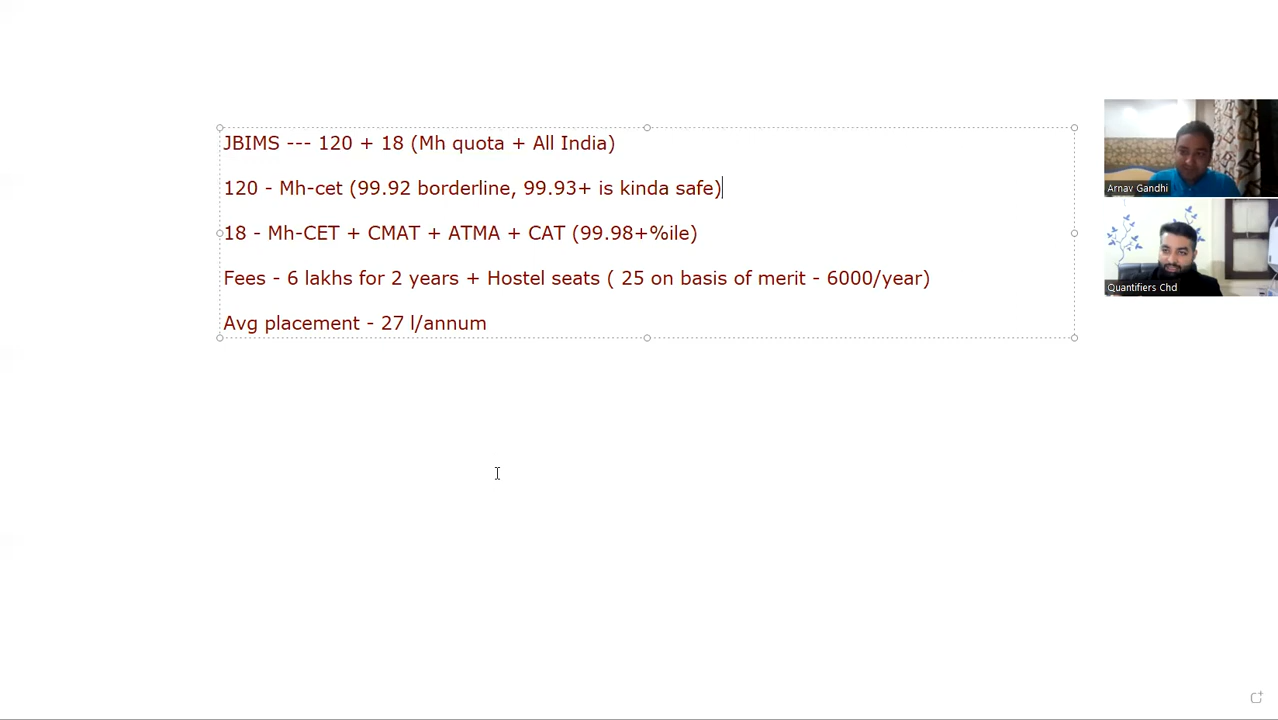 JBIMS --- 120 + 18 (Mh quota + All India)
120 - Mh-cet (99.92 borderline, 99.93+ is kinda safe)
18 - Mh-CET + CMAT + ATMA + CAT (99.98+%ile)
Fees - 6 lakhs for 2 years + Hostel seats ( 25 on basis of merit - 6000/year)
Avg placement - 27 l/annum
Arnav Gandhi
Quantifiers Chd